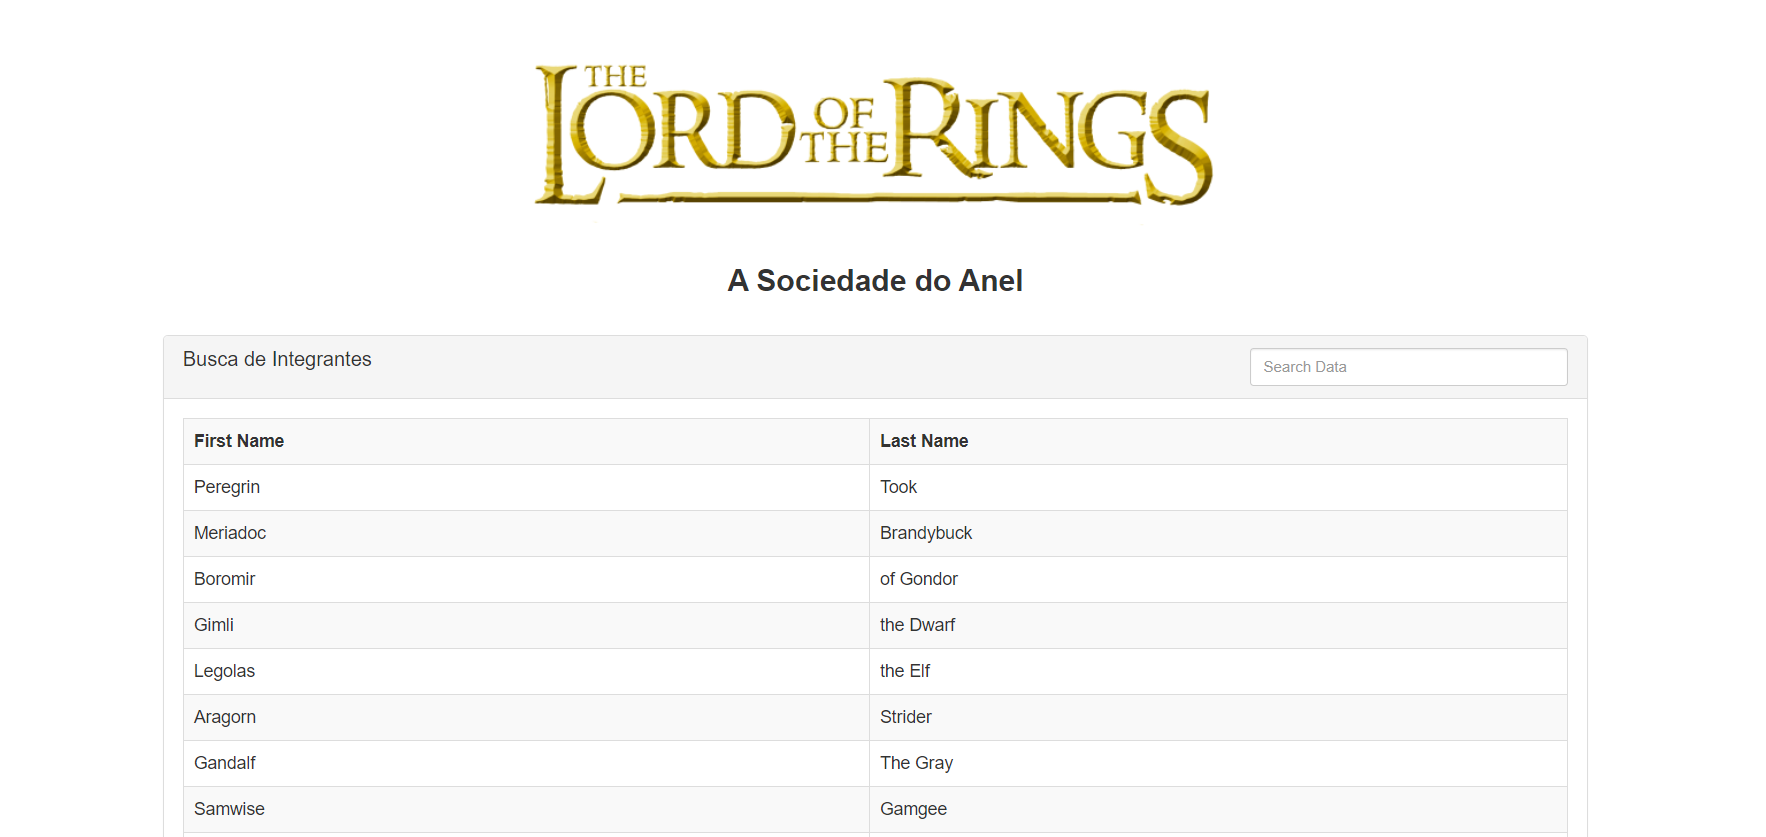 THE LORD OF THE RINGS
A Sociedade do Anel
Busca de Integrantes
Search Data
First Name Last Name
Peregrin Took
Meriadoc Brandybuck
Boromir of Gondor
Gimli the Dwarf
Legolas the Elf
Aragorn Strider
Gandalf The Gray
Samwise Gamgee